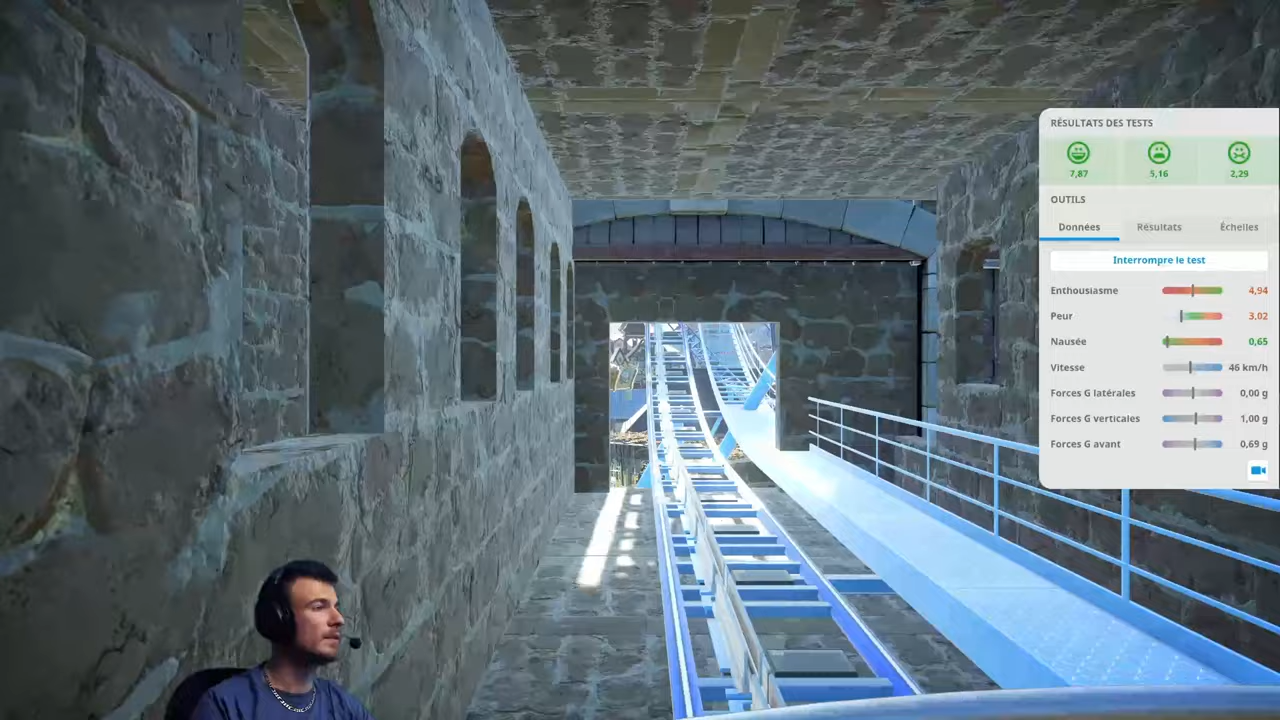 RÉSULTATS DES TESTS
7,87 5,16 2,29
OUTILS
Données Résultats Échelles
Interrompre le test
Enthousiasme 4,94
Peur 3,02
Nausée 0,65
Vitesse 46 km/h
Forces G latérales 0,00 g
Forces G verticales 1,00 g
Forces G avant 0,69 g